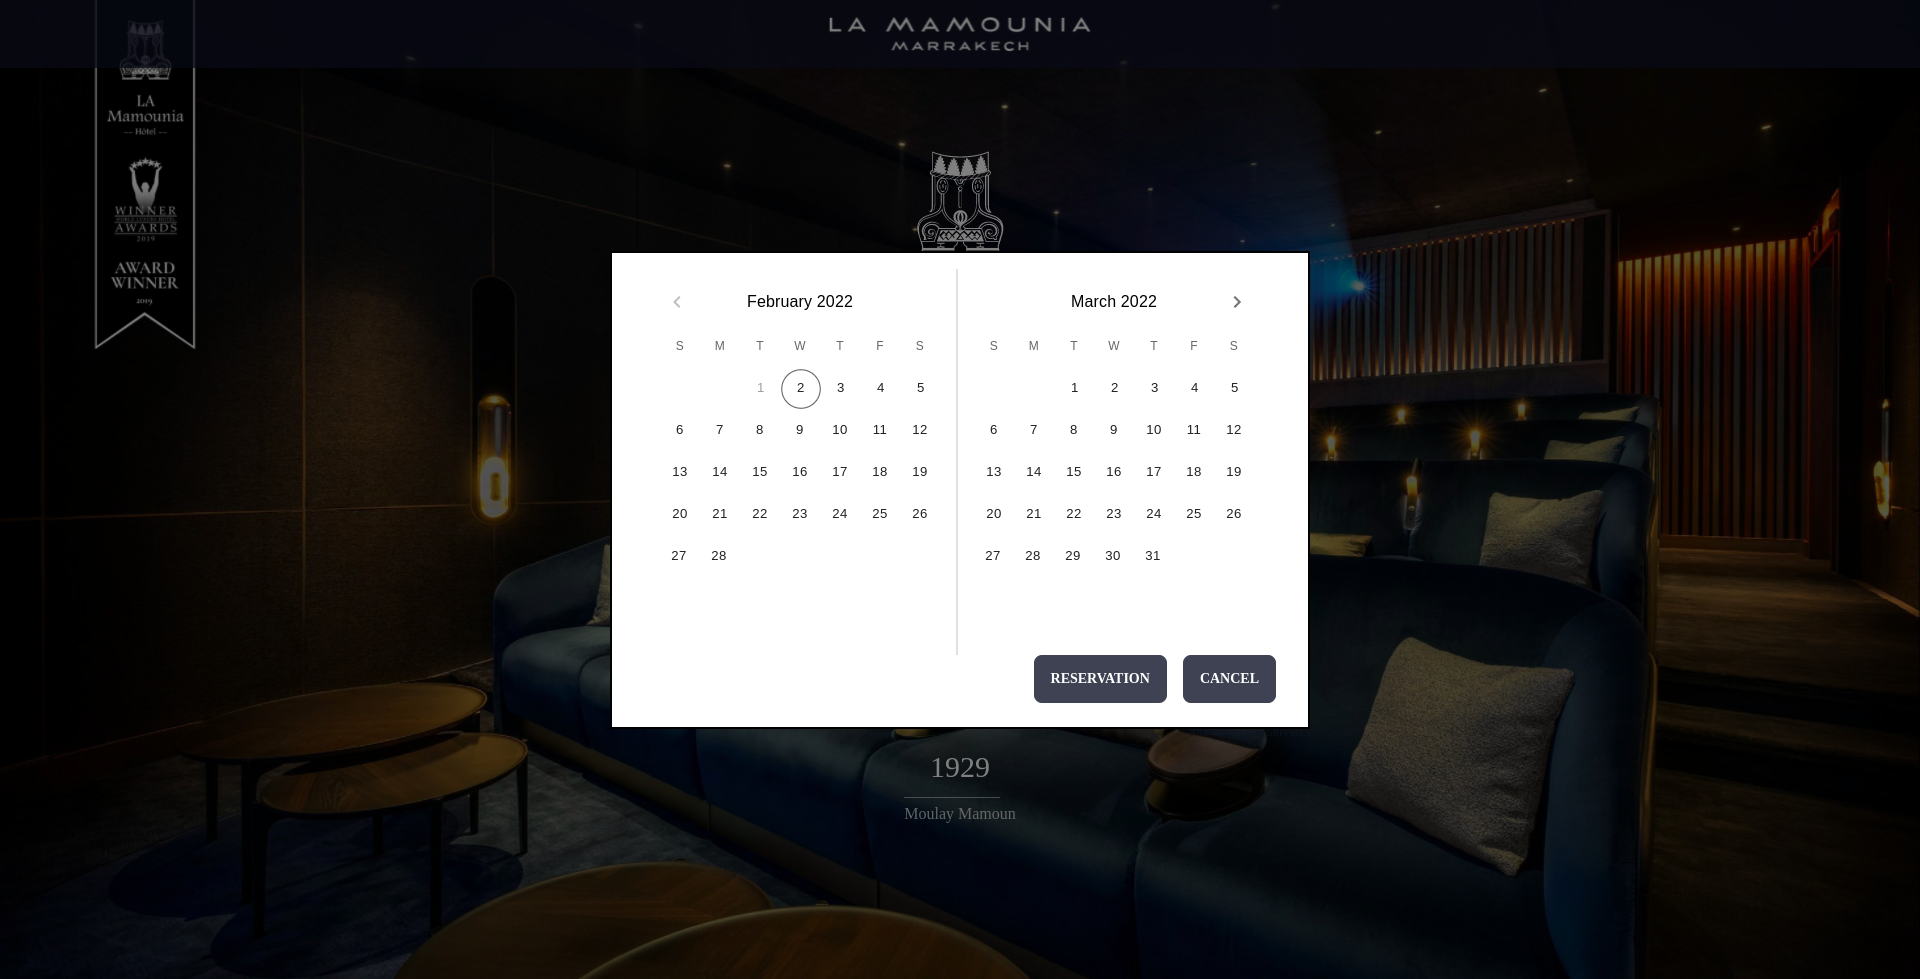 LA MAMOUNIA
MARRAKECH
LA
Mamounia
Hôtel
WINNER
WORLD LUXURY HOTEL
AWARDS
2019
AWARD
WINNER
2019
February 2022
S M T W T F S
1 2 3 4 5
6 7 8 9 10 11 12
13 14 15 16 17 18 19
20 21 22 23 24 25 26
27 28
March 2022
S M T W T F S
1 2 3 4 5
6 7 8 9 10 11 12
13 14 15 16 17 18 19
20 21 22 23 24 25 26
27 28 29 30 31
RESERVATION CANCEL
1929
Moulay Mamoun